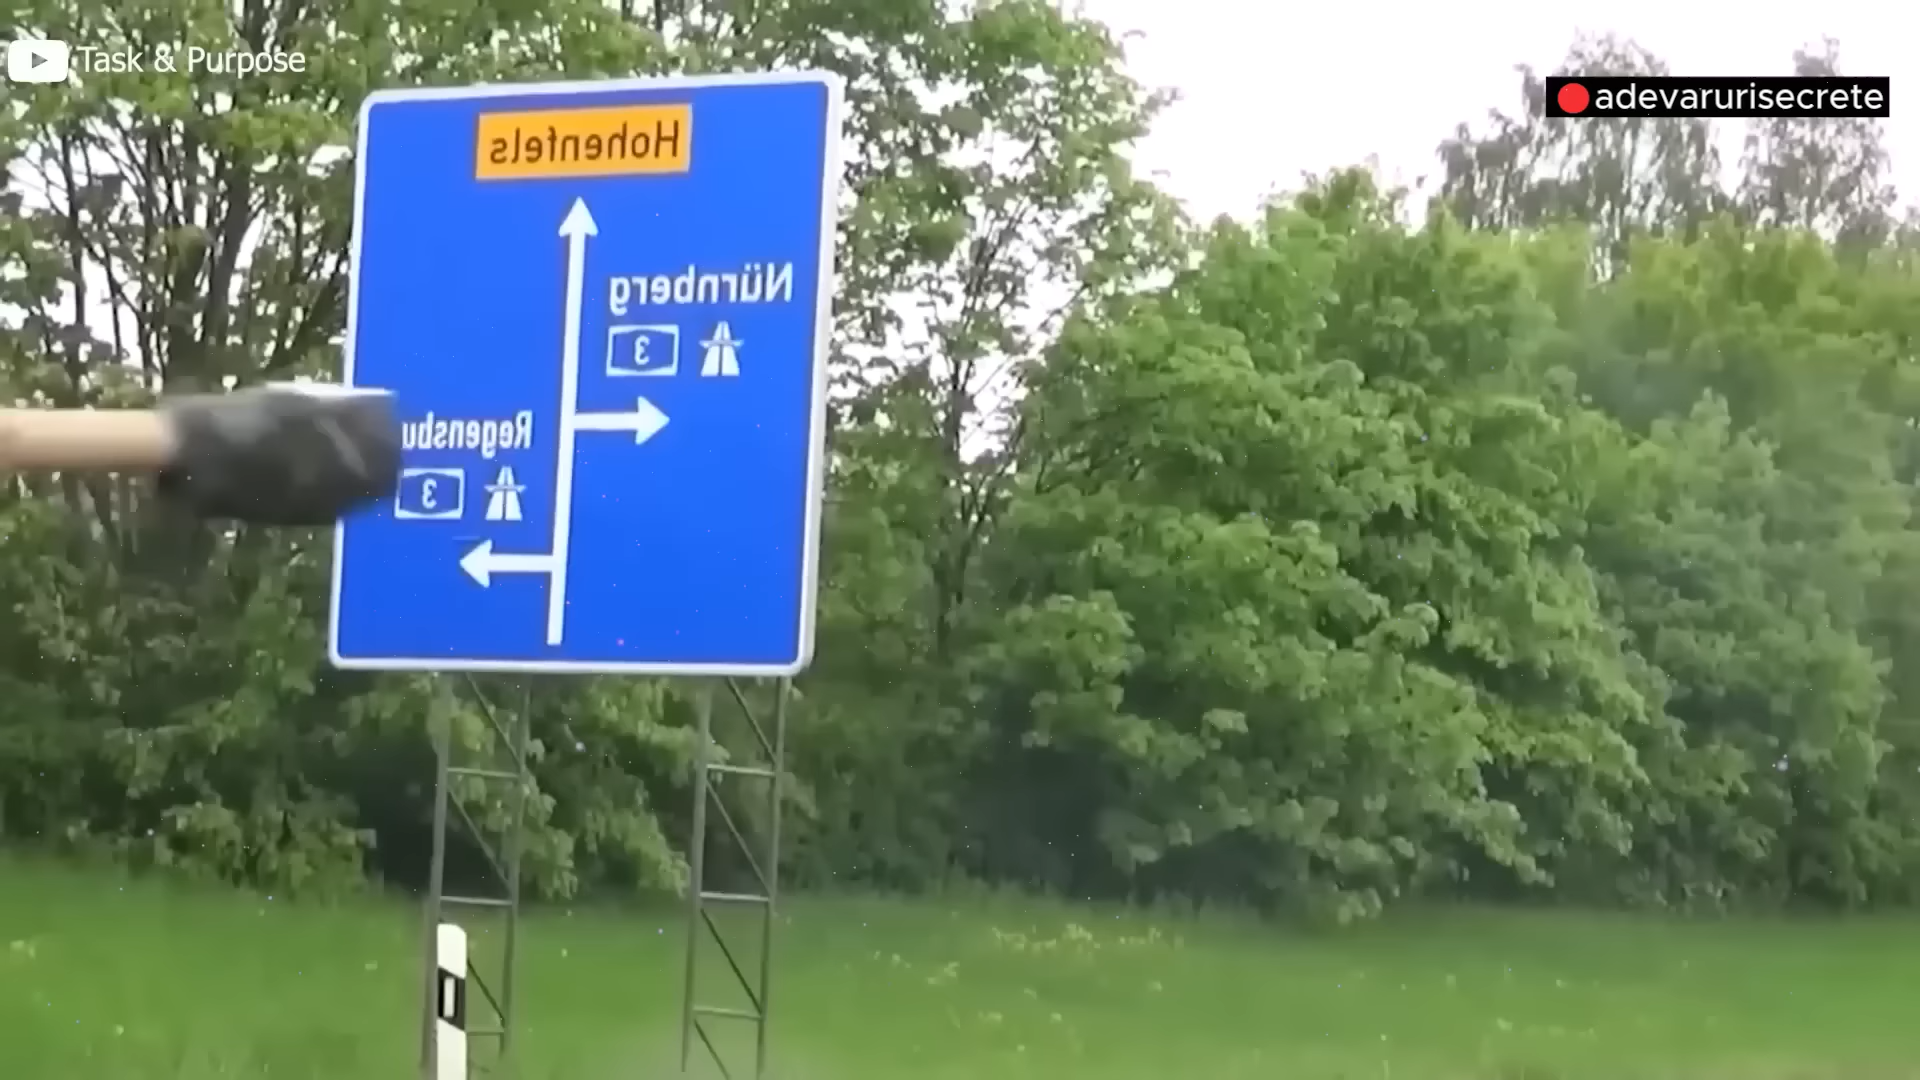 Task & Purpose
adevarurisecrete
Hohenfels
Nürnberg
3
Regensbu
3